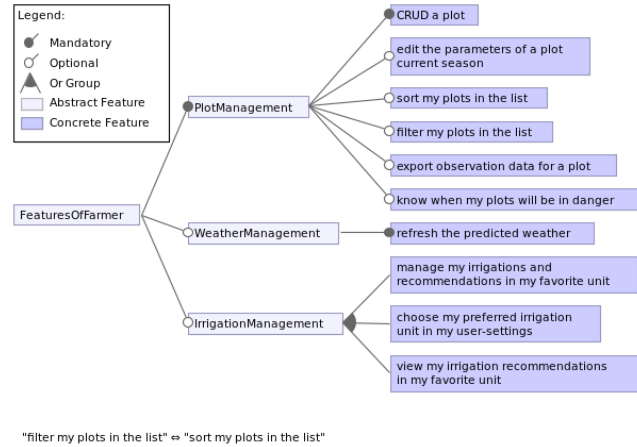 Legend:
Mandatory
Optional
Or Group
Abstract Feature
Concrete Feature
FeaturesOfFarmer
PlotManagement
WeatherManagement
IrrigationManagement
CRUD a plot
edit the parameters of a plot
current season
sort my plots in the list
filter my plots in the list
export observation data for a plot
know when my plots will be in danger
refresh the predicted weather
manage my irrigations and
recommendations in my favorite unit
choose my preferred irrigation
unit in my user-settings
view my irrigation recommendations
in my favorite unit
"filter my plots in the list" ⇔ "sort my plots in the list"